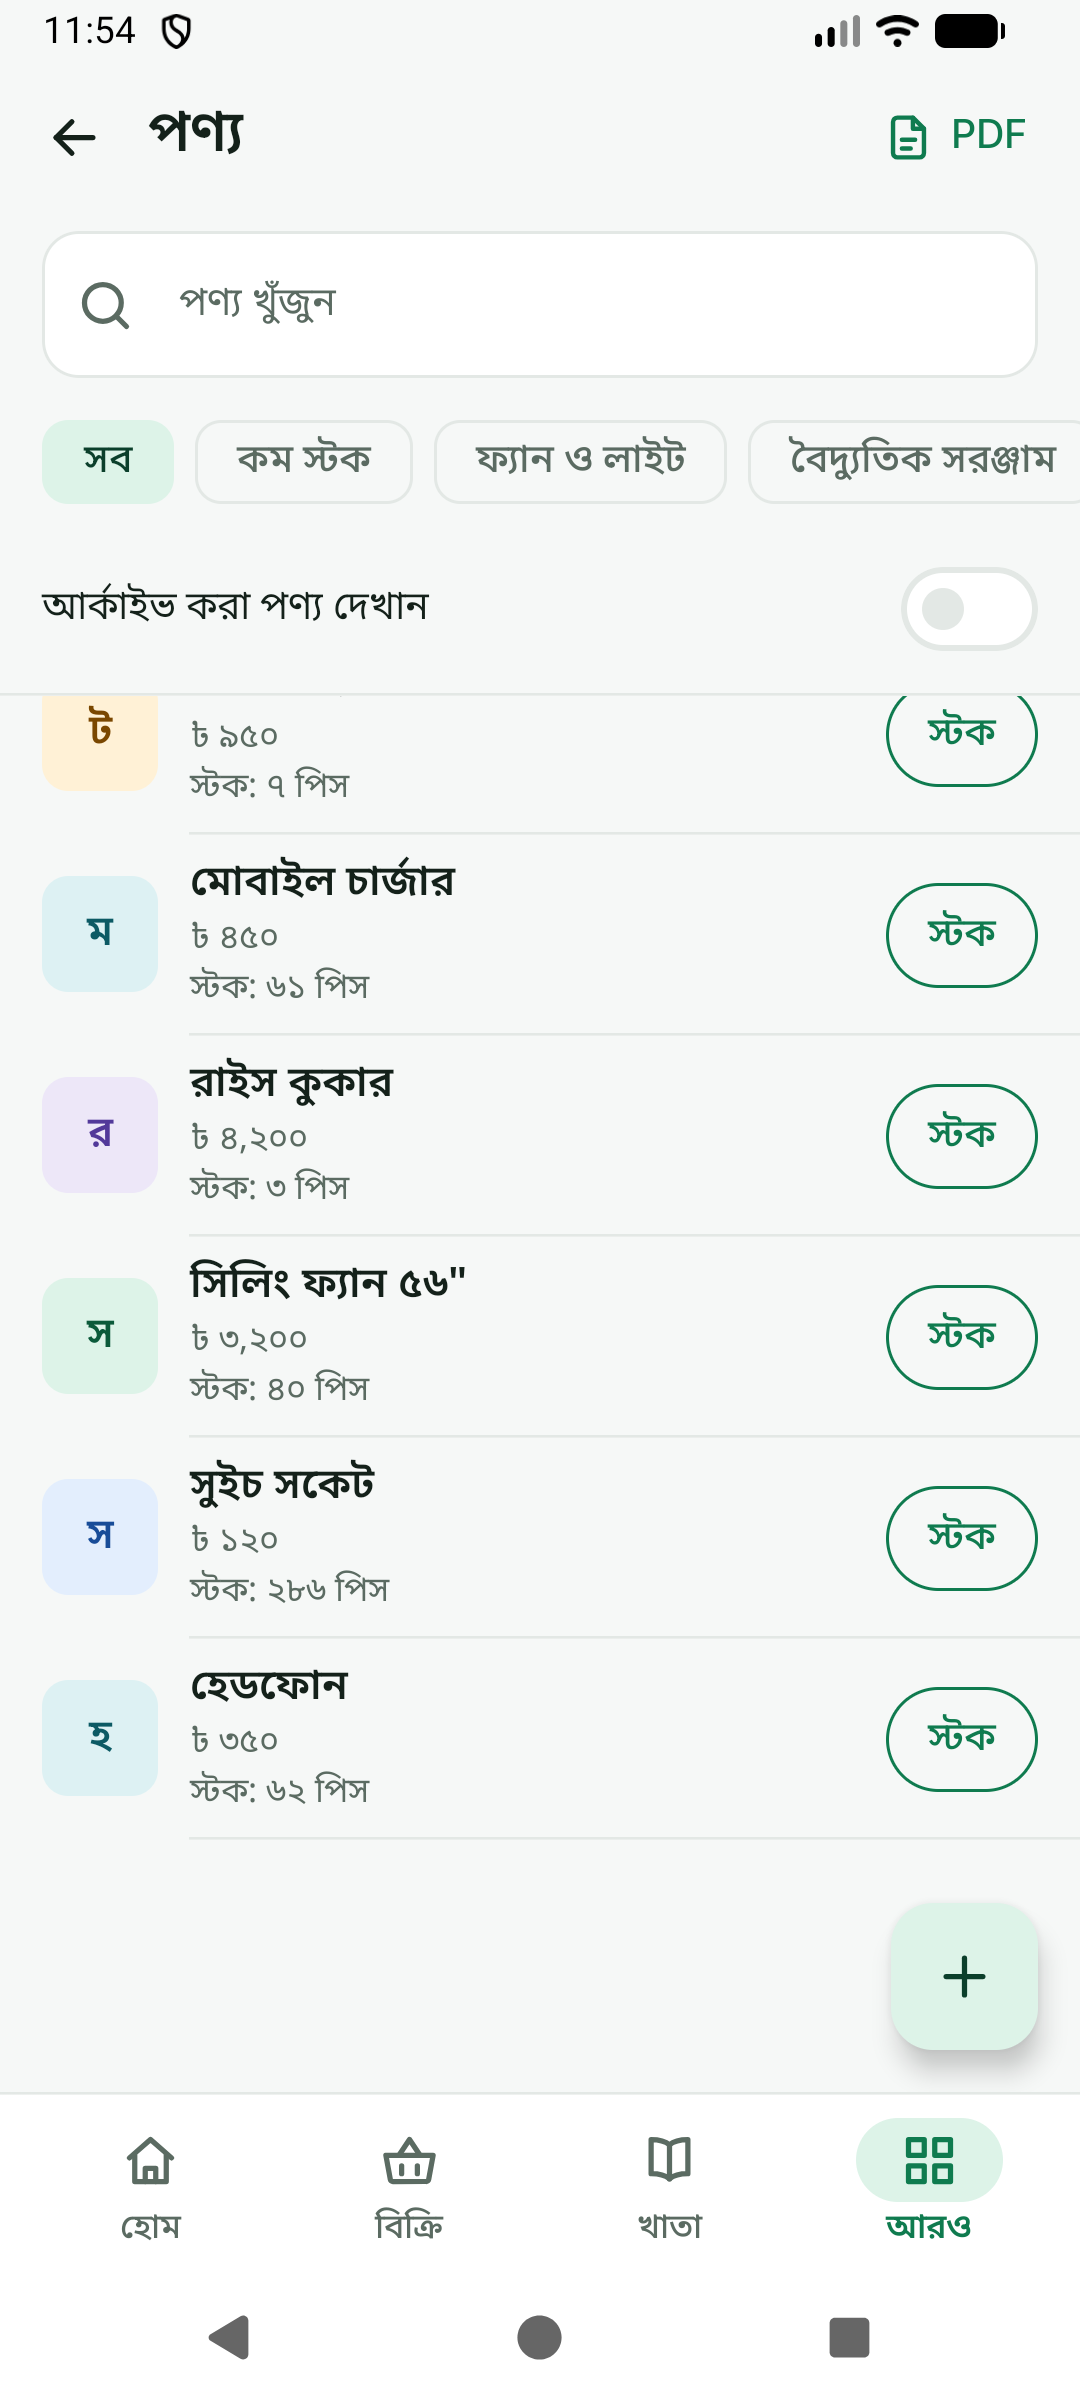 11:54
পণ্য
PDF
পণ্য খুঁজুন
সব
কম স্টক
ফ্যান ও লাইট
বৈদ্যুতিক সরঞ্জাম
আর্কাইভ করা পণ্য দেখান
ট
৳ ৯৫০
স্টক: ৭ পিস
স্টক
ম
মোবাইল চার্জার
৳ ৪৫০
স্টক: ৬১ পিস
স্টক
র
রাইস কুকার
৳ ৪,২০০
স্টক: ৩ পিস
স্টক
স
সিলিং ফ্যান ৫৬"
৳ ৩,২০০
স্টক: ৪০ পিস
স্টক
স
সুইচ সকেট
৳ ১২০
স্টক: ২৮৬ পিস
স্টক
হ
হেডফোন
৳ ৩৫০
স্টক: ৬২ পিস
স্টক
হোম
বিক্রি
খাতা
আরও